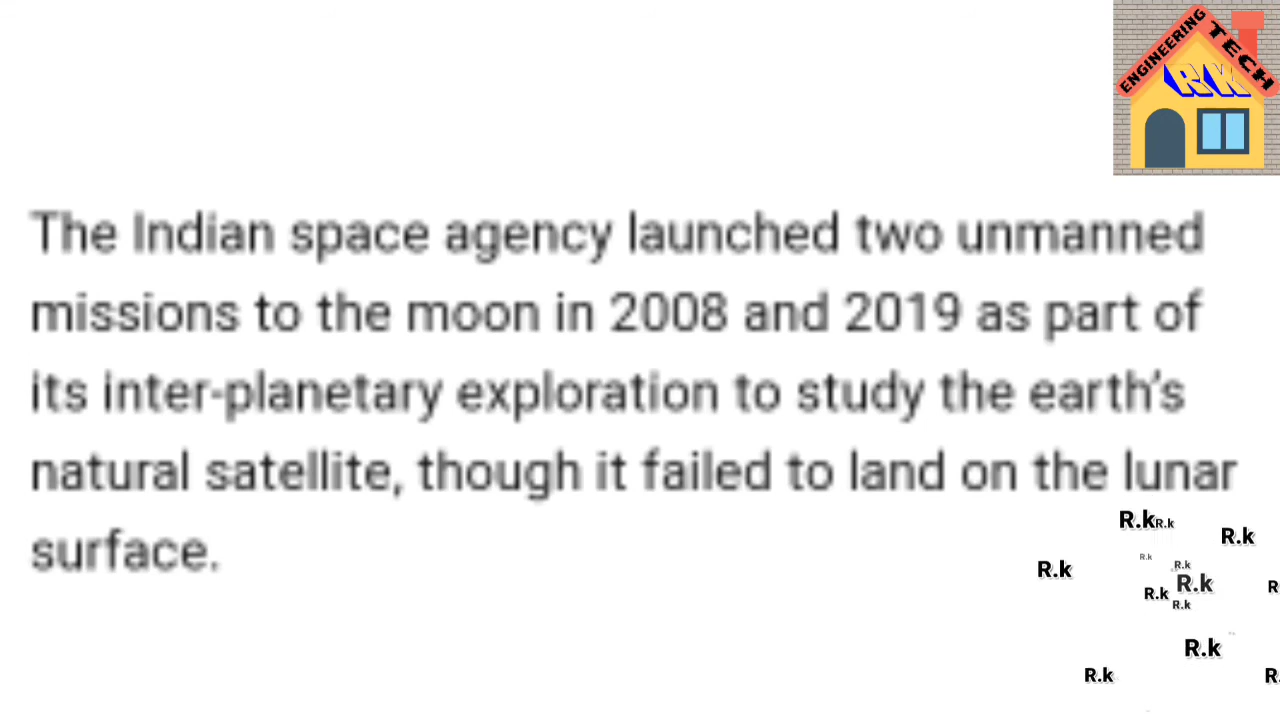 ENGINEERING TECH
RK
The Indian space agency launched two unmanned
missions to the moon in 2008 and 2019 as part of
its inter-planetary exploration to study the earth's
natural satellite, though it failed to land on the lunar
surface.
R.k R.k
R.k
R.k
R.k
R.k
R.k
R.k
R.k
R.k
R.k